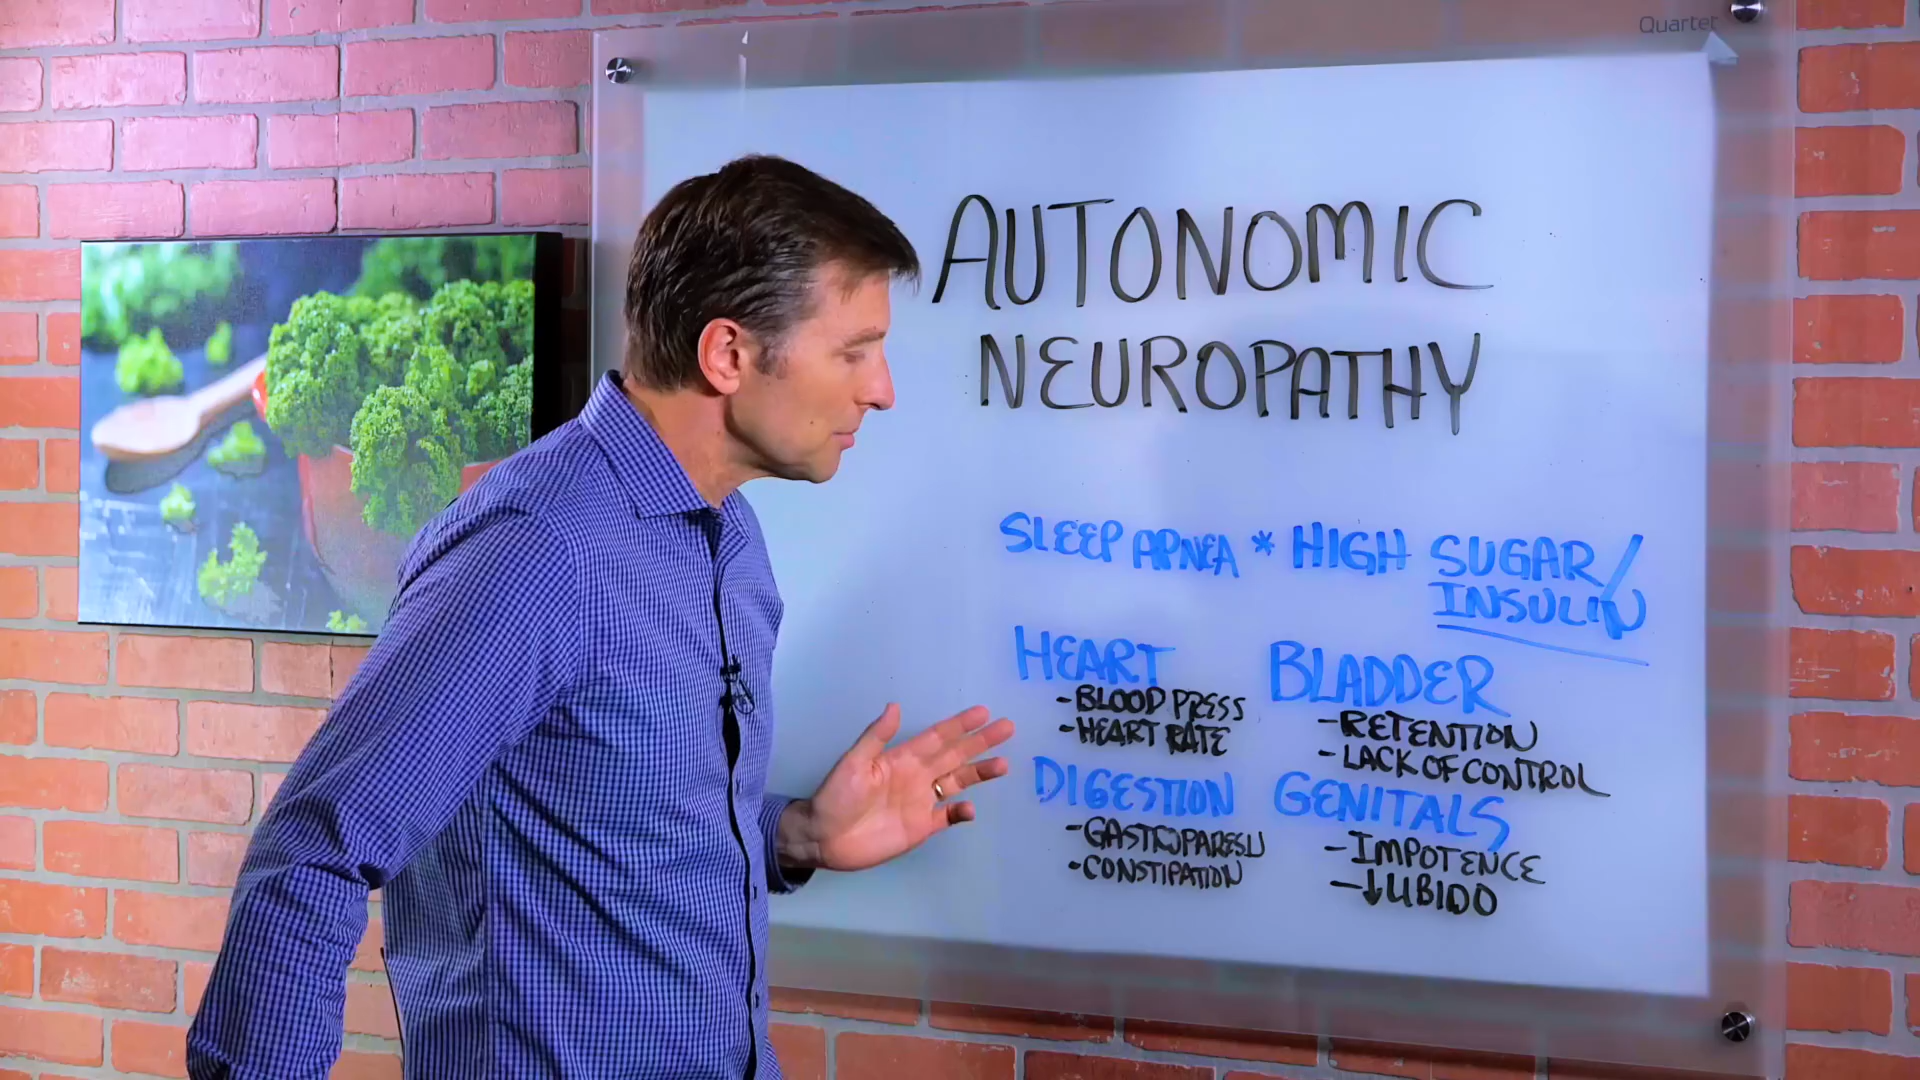 Quartet
AUTONOMIC
NEUROPATHY
SLEEP APNEA * HIGH SUGAR/
INSULIN
HEART
- BLOOD PRESS
- HEART RATE
BLADDER
- RETENTION
- LACK OF CONTROL
DIGESTION
- GASTROPARESIS
- CONSTIPATION
GENITALS
- IMPOTENCE
- ↓ LIBIDO